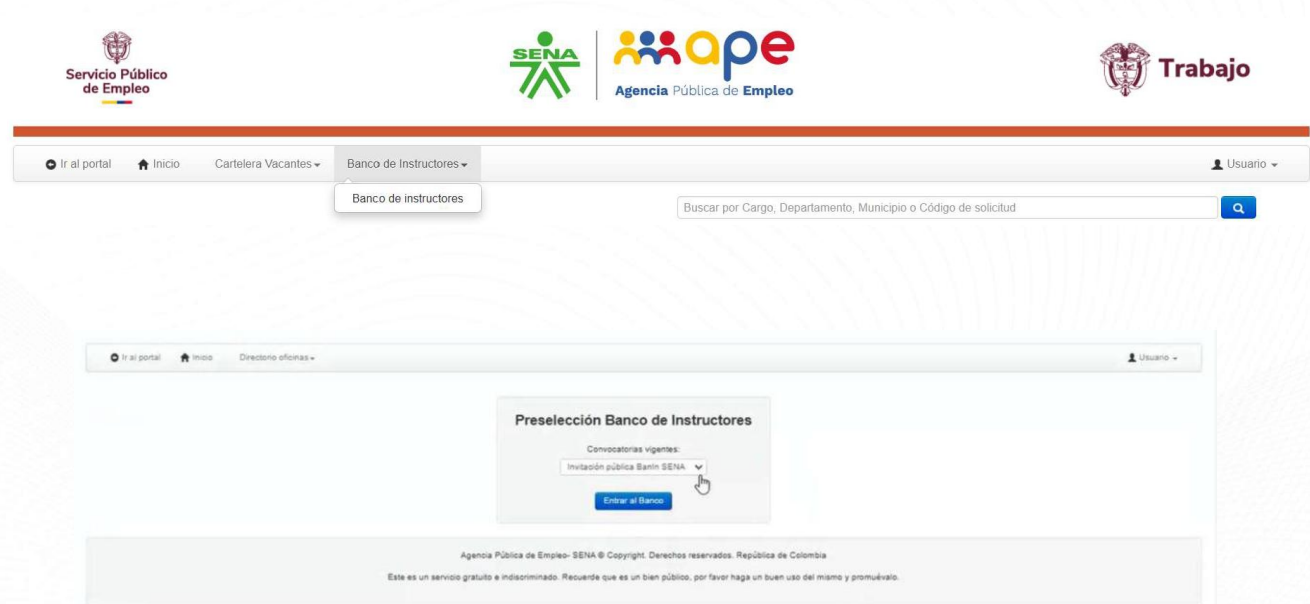 Servicio Público
de Empleo
SENA
ape
Agencia Pública de Empleo
Trabajo
Ir al portal Inicio Cartelera Vacantes Banco de Instructores Usuario
Banco de instructores
Buscar por Cargo, Departamento, Municipio o Código de solicitud
Ir al portal Inicio Directorio oficinas Usuario
Preselección Banco de Instructores
Convocatorias vigentes:
Invitación pública Banin SENA
Entrar al Banco
Agencia Pública de Empleo- SENA © Copyright. Derechos reservados. República de Colombia
Este es un servicio gratuito e indiscriminado. Recuerde que es un bien público, por favor haga un buen uso del mismo y promuévalo.